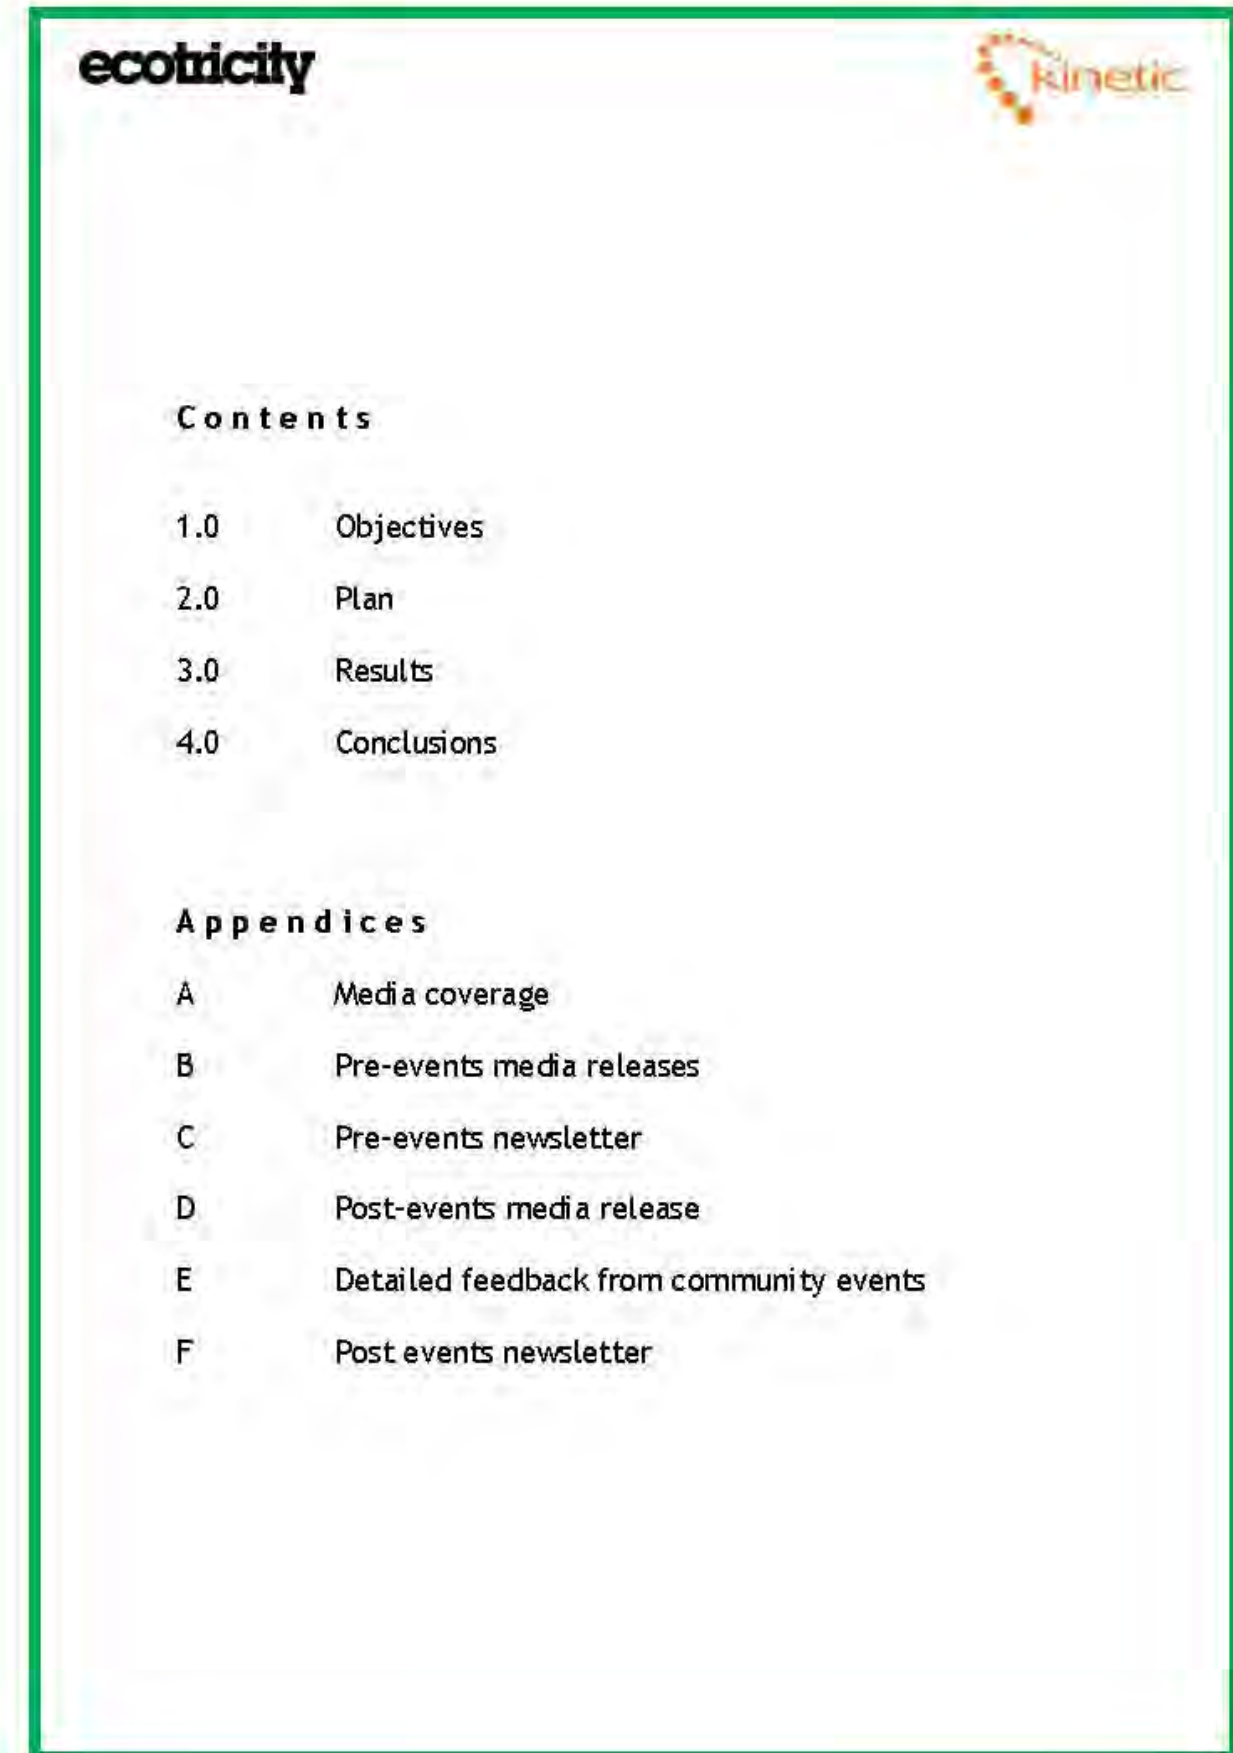 ecotricity
kinetic
Contents
1.0 Objectives
2.0 Plan
3.0 Results
4.0 Conclusions
Appendices
A Media coverage
B Pre-events media releases
C Pre-events newsletter
D Post-events media release
E Detailed feedback from community events
F Post events newsletter